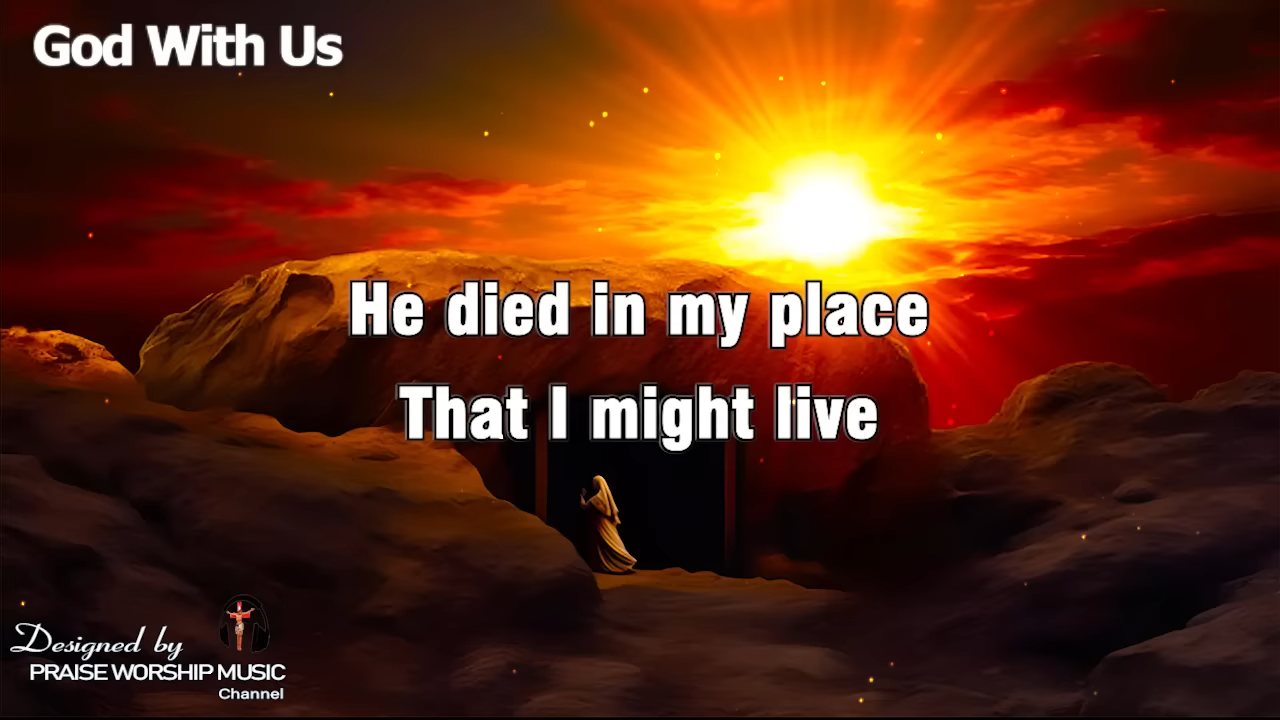 God With Us
He died in my place
That I might live
Designed by
PRAISE WORSHIP MUSIC
Channel